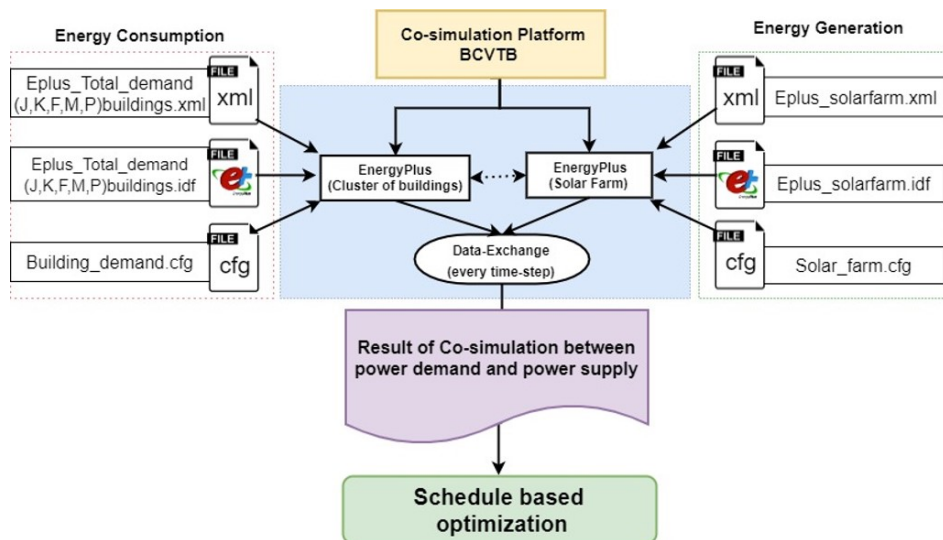 Energy Consumption
Co-simulation Platform
BCVTB
Energy Generation
Eplus_Total_demand
(J,K,F,M,P)buildings.xml
FILE
xml
FILE
xml
Eplus_solarfarm.xml
Eplus_Total_demand
(J,K,F,M,P)buildings.idf
FILE
EnergyPlus
(Cluster of buildings)
EnergyPlus
(Solar Farm)
FILE
Eplus_solarfarm.idf
Building_demand.cfg
FILE
cfg
Data-Exchange
(every time-step)
FILE
cfg
Solar_farm.cfg
Result of Co-simulation between
power demand and power supply
Schedule based
optimization